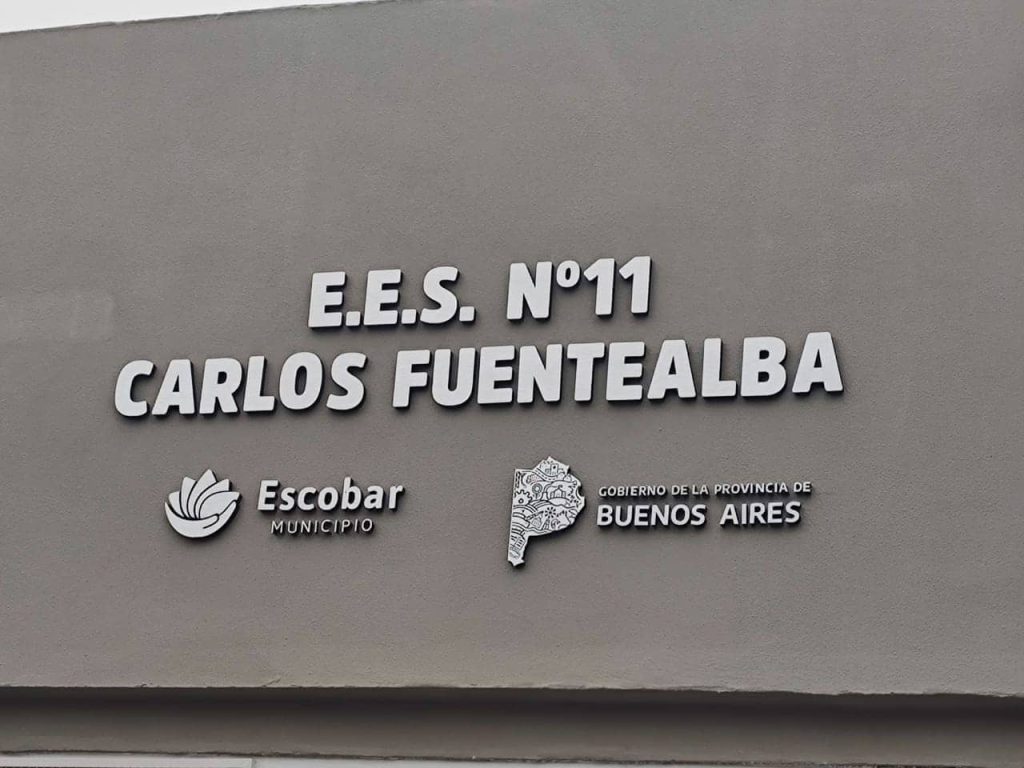 E.E.S. Nº11
CARLOS FUENTEALBA
Escobar
MUNICIPIO
GOBIERNO DE LA PROVINCIA DE
BUENOS AIRES